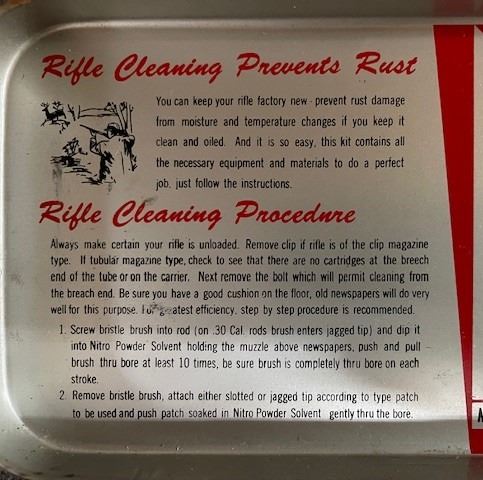 Rifle Cleaning Prevents Rust
You can keep your rifle factory new - prevent rust damage
from moisture and temperature changes if you keep it
clean and oiled. And it is so easy, this kit contains all
the necessary equipment and materials to do a perfect
job, just follow the instructions.
Rifle Cleaning Procednre
Always make certain your rifle is unloaded. Remove clip if rifle is of the clip magazine
type. If tubular magazine type, check to see that there are no cartridges at the breech
end of the tube or on the carrier. Next remove the bolt which will permit cleaning from
the breach end. Be sure you have a good cushion on the floor, old newspapers will do very
well for this purpose. For greatest efficiency, step by step procedure is recommended.
1. Screw bristle brush into rod (on .30 Cal. rods brush enters jagged tip) and dip it
into Nitro Powder Solvent holding the muzzle above newspapers, push and pull
brush thru bore at least 10 times, be sure brush is completely thru bore on each
stroke.
2. Remove bristle brush, attach either slotted or jagged tip according to type patch
to be used and push patch soaked in Nitro Powder Solvent gently thru the bore.